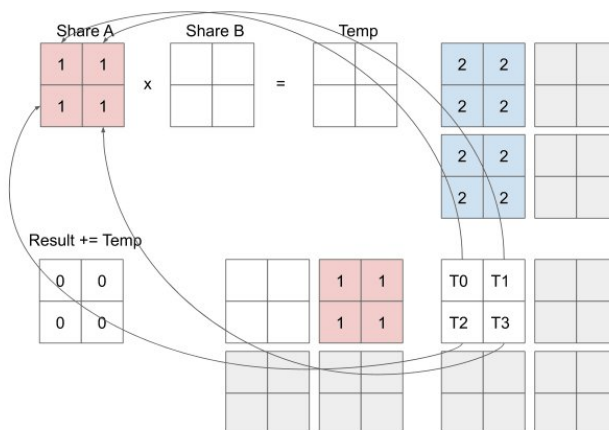 Share A Share B Temp
1 1 2 2
x =
1 1 2 2
2 2
2 2
Result += Temp
0 0 1 1 T0 T1
0 0 1 1 T2 T3